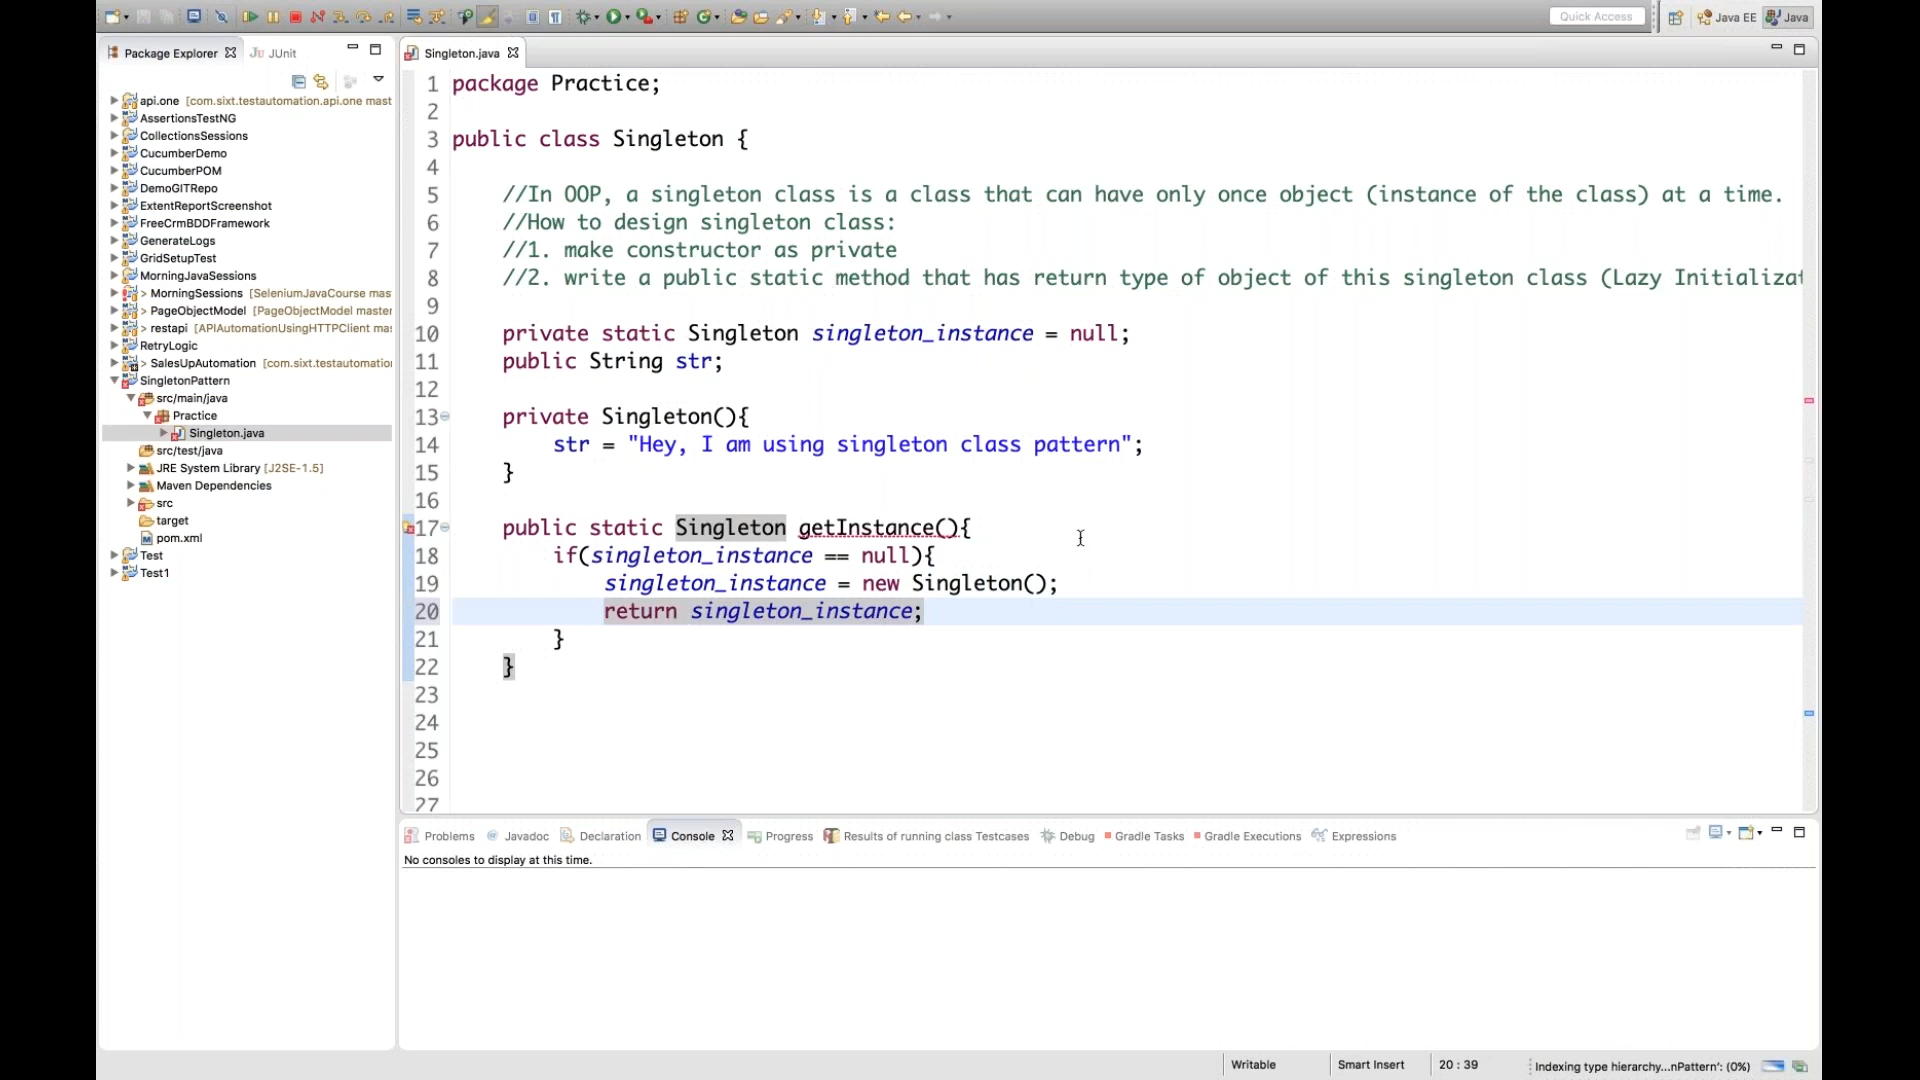 Quick Access
Java EE
Java
Package Explorer
JUnit
api.one [com.sixt.testautomation.api.one mast
AssertionsTestNG
CollectionsSessions
CucumberDemo
CucumberPOM
DemoGITRepo
ExtentReportScreenshot
FreeCrmBDDFramework
GenerateLogs
GridSetupTest
MorningJavaSessions
> MorningSessions [SeleniumJavaCourse mas
> PageObjectModel [PageObjectModel master
> restapi [APIAutomationUsingHTTPClient mas
RetryLogic
> SalesUpAutomation [com.sixt.testautomatio
SingletonPattern
src/main/java
Practice
Singleton.java
src/test/java
JRE System Library [J2SE-1.5]
Maven Dependencies
src
target
pom.xml
Test
Test1
Singleton.java
1 package Practice;
2
3 public class Singleton {
4
5 //In OOP, a singleton class is a class that can have only once object (instance of the class) at a time.
6 //How to design singleton class:
7 //1. make constructor as private
8 //2. write a public static method that has return type of object of this singleton class (Lazy Initializat
9
10 private static Singleton singleton_instance = null;
11 public String str;
12
13 private Singleton(){
14 str = "Hey, I am using singleton class pattern";
15 }
16
17 public static Singleton getInstance(){
18 if(singleton_instance == null){
19 singleton_instance = new Singleton();
20 return singleton_instance;
21 }
22 }
23
24
25
26
27
Problems
Javadoc
Declaration
Console
Progress
Results of running class Testcases
Debug
Gradle Tasks
Gradle Executions
Expressions
No consoles to display at this time.
Writable
Smart Insert
20 : 39
Indexing type hierarchy...nPattern': (0%)